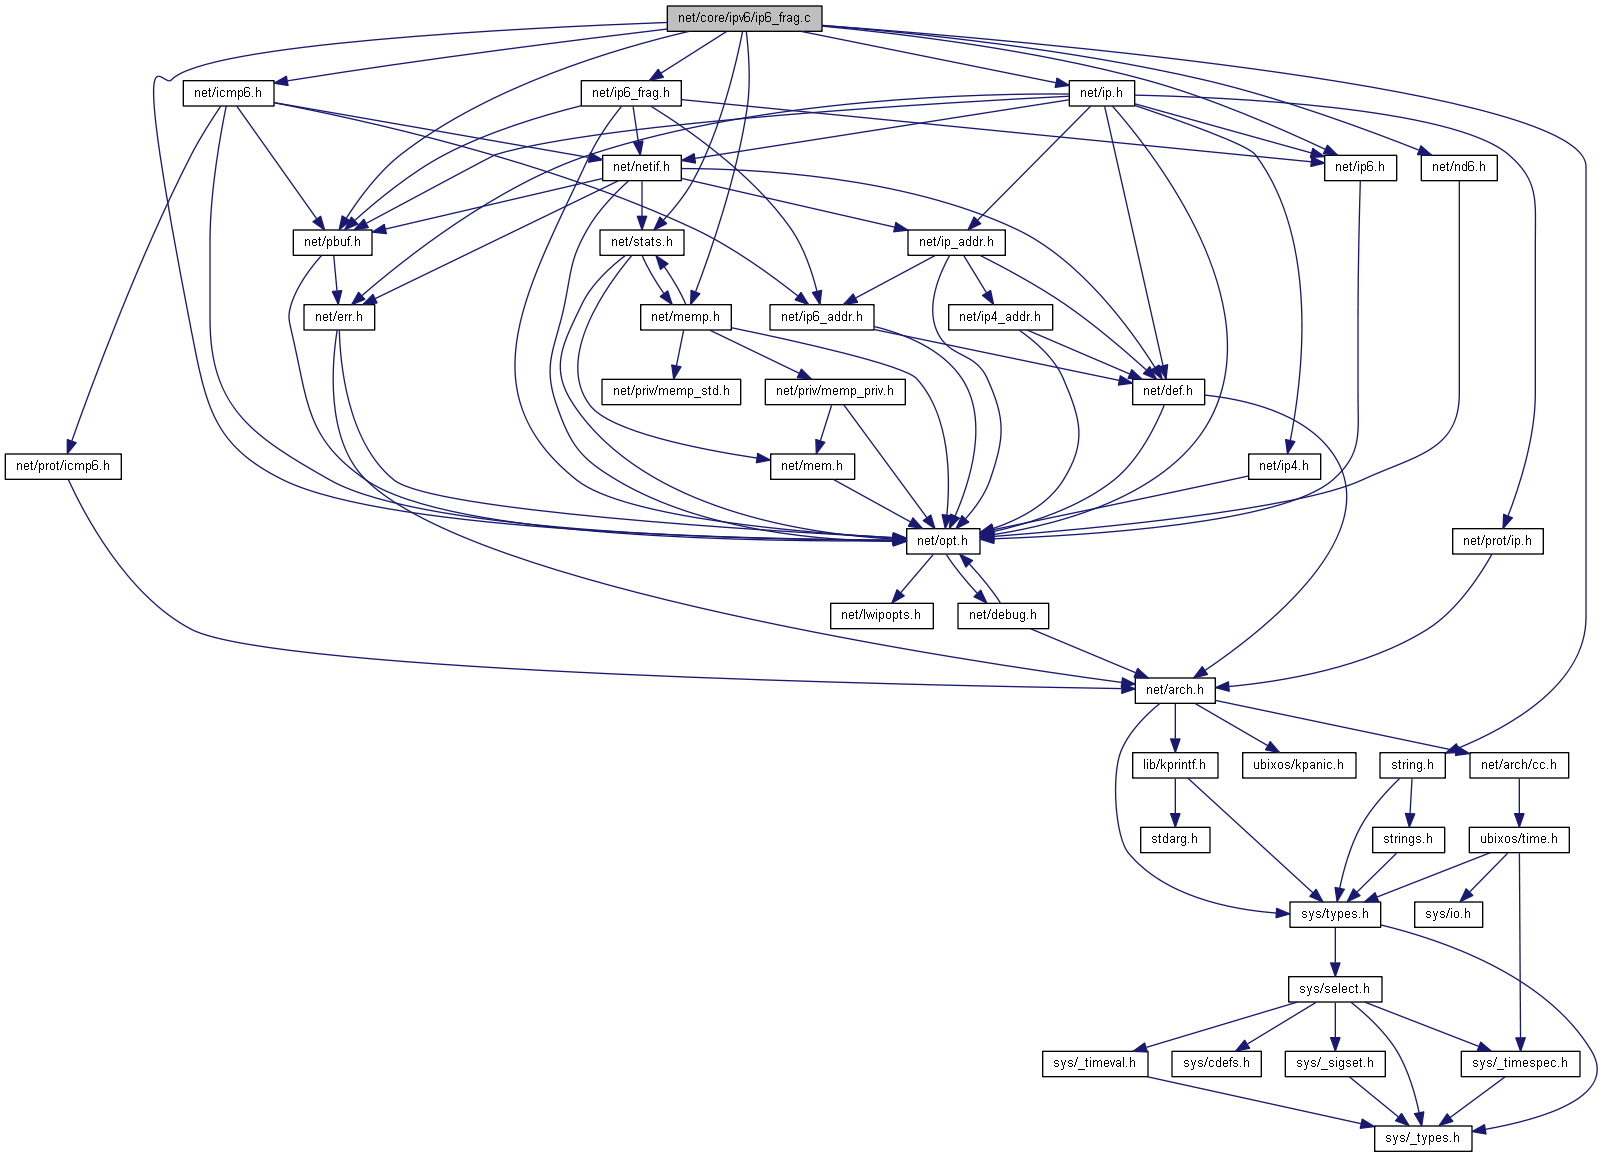 net/core/ipv6/ip6_frag.c
net/icmp6.h
net/ip6_frag.h
net/ip.h
net/netif.h
net/ip6.h
net/nd6.h
net/pbuf.h
net/stats.h
net/ip_addr.h
net/err.h
net/memp.h
net/ip6_addr.h
net/ip4_addr.h
net/priv/memp_std.h
net/priv/memp_priv.h
net/def.h
net/prot/icmp6.h
net/mem.h
net/ip4.h
net/opt.h
net/prot/ip.h
net/lwipopts.h
net/debug.h
net/arch.h
lib/kprintf.h
ubixos/kpanic.h
string.h
net/arch/cc.h
stdarg.h
strings.h
ubixos/time.h
sys/types.h
sys/io.h
sys/select.h
sys/_timeval.h
sys/cdefs.h
sys/_sigset.h
sys/_timespec.h
sys/_types.h